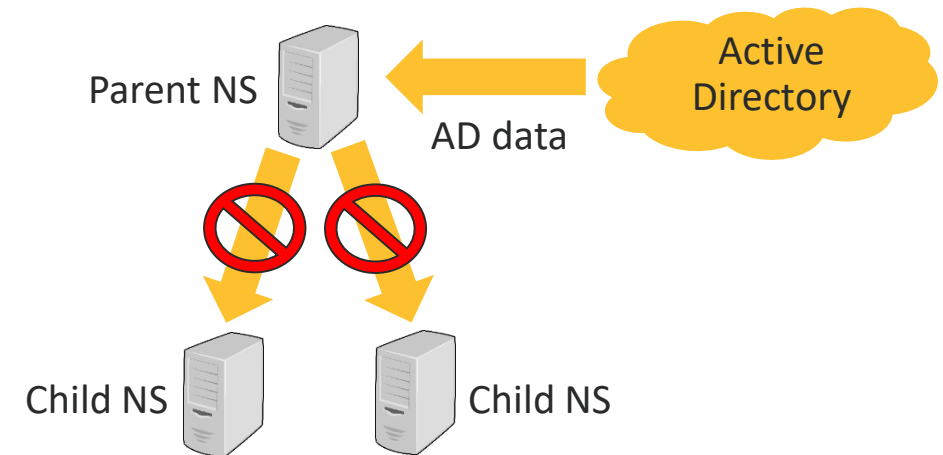 Active
Directory
Parent NS
AD data
Child NS
Child NS